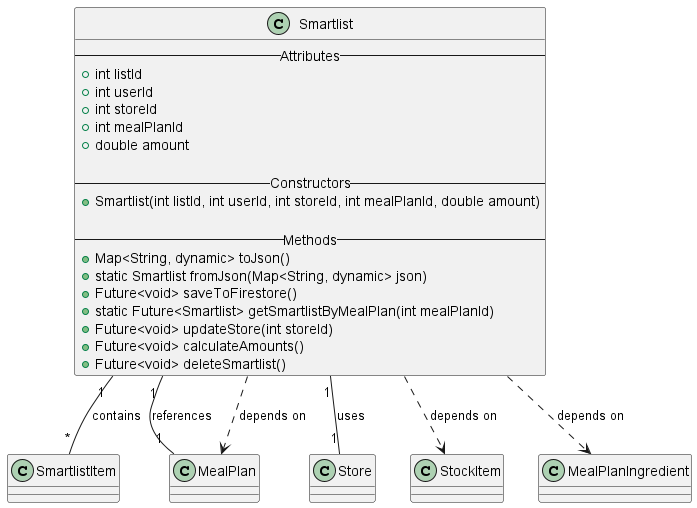 C Smartlist
Attributes
int listId
int userId
int storeId
int mealPlanId
double amount
Constructors
Smartlist(int listId, int userId, int storeId, int mealPlanId, double amount)
Methods
Map<String, dynamic> toJson()
static Smartlist fromJson(Map<String, dynamic> json)
Future<void> saveToFirestore()
static Future<Smartlist> getSmartlistByMealPlan(int mealPlanId)
Future<void> updateStore(int storeId)
Future<void> calculateAmounts()
Future<void> deleteSmartlist()
1 1 1
contains references depends on uses depends on depends on
* 1 1
C SmartlistItem
C MealPlan
C Store
C StockItem
C MealPlanIngredient